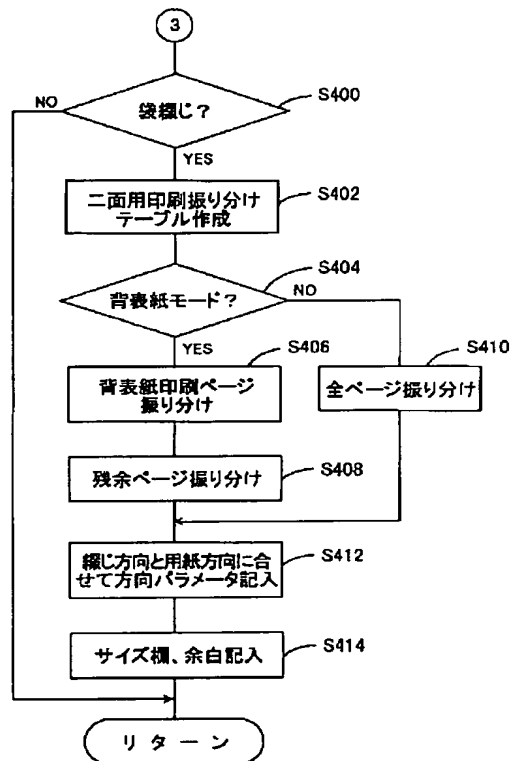 3
NO
袋綴じ?
S400
YES
二面用印刷振り分け
テーブル作成
S402
S404
背表紙モード?
NO
YES
S406
S410
背表紙印刷ページ
振り分け
全ページ振り分け
残余ページ振り分け
S408
綴じ方向と用紙方向に合
せて方向パラメータ記入
S412
サイズ欄、余白記入
S414
リターン